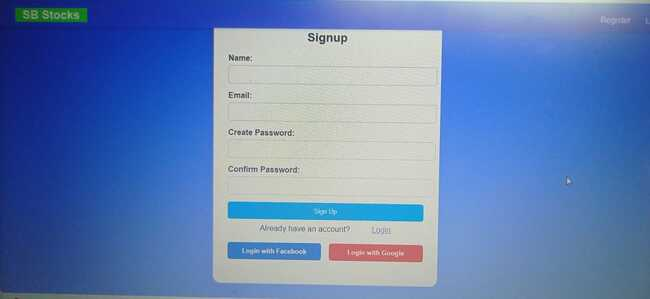 SB Stocks
Register
Signup
Name:
Email:
Create Password:
Confirm Password:
Sign Up
Already have an account? Login
Login with Facebook
Login with Google